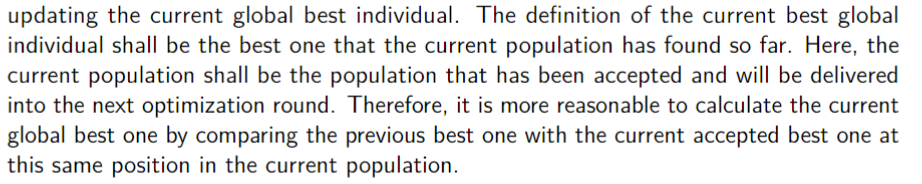 updating the current global best individual. The definition of the current best global
individual shall be the best one that the current population has found so far. Here, the
current population shall be the population that has been accepted and will be delivered
into the next optimization round. Therefore, it is more reasonable to calculate the current
global best one by comparing the previous best one with the current accepted best one at
this same position in the current population.